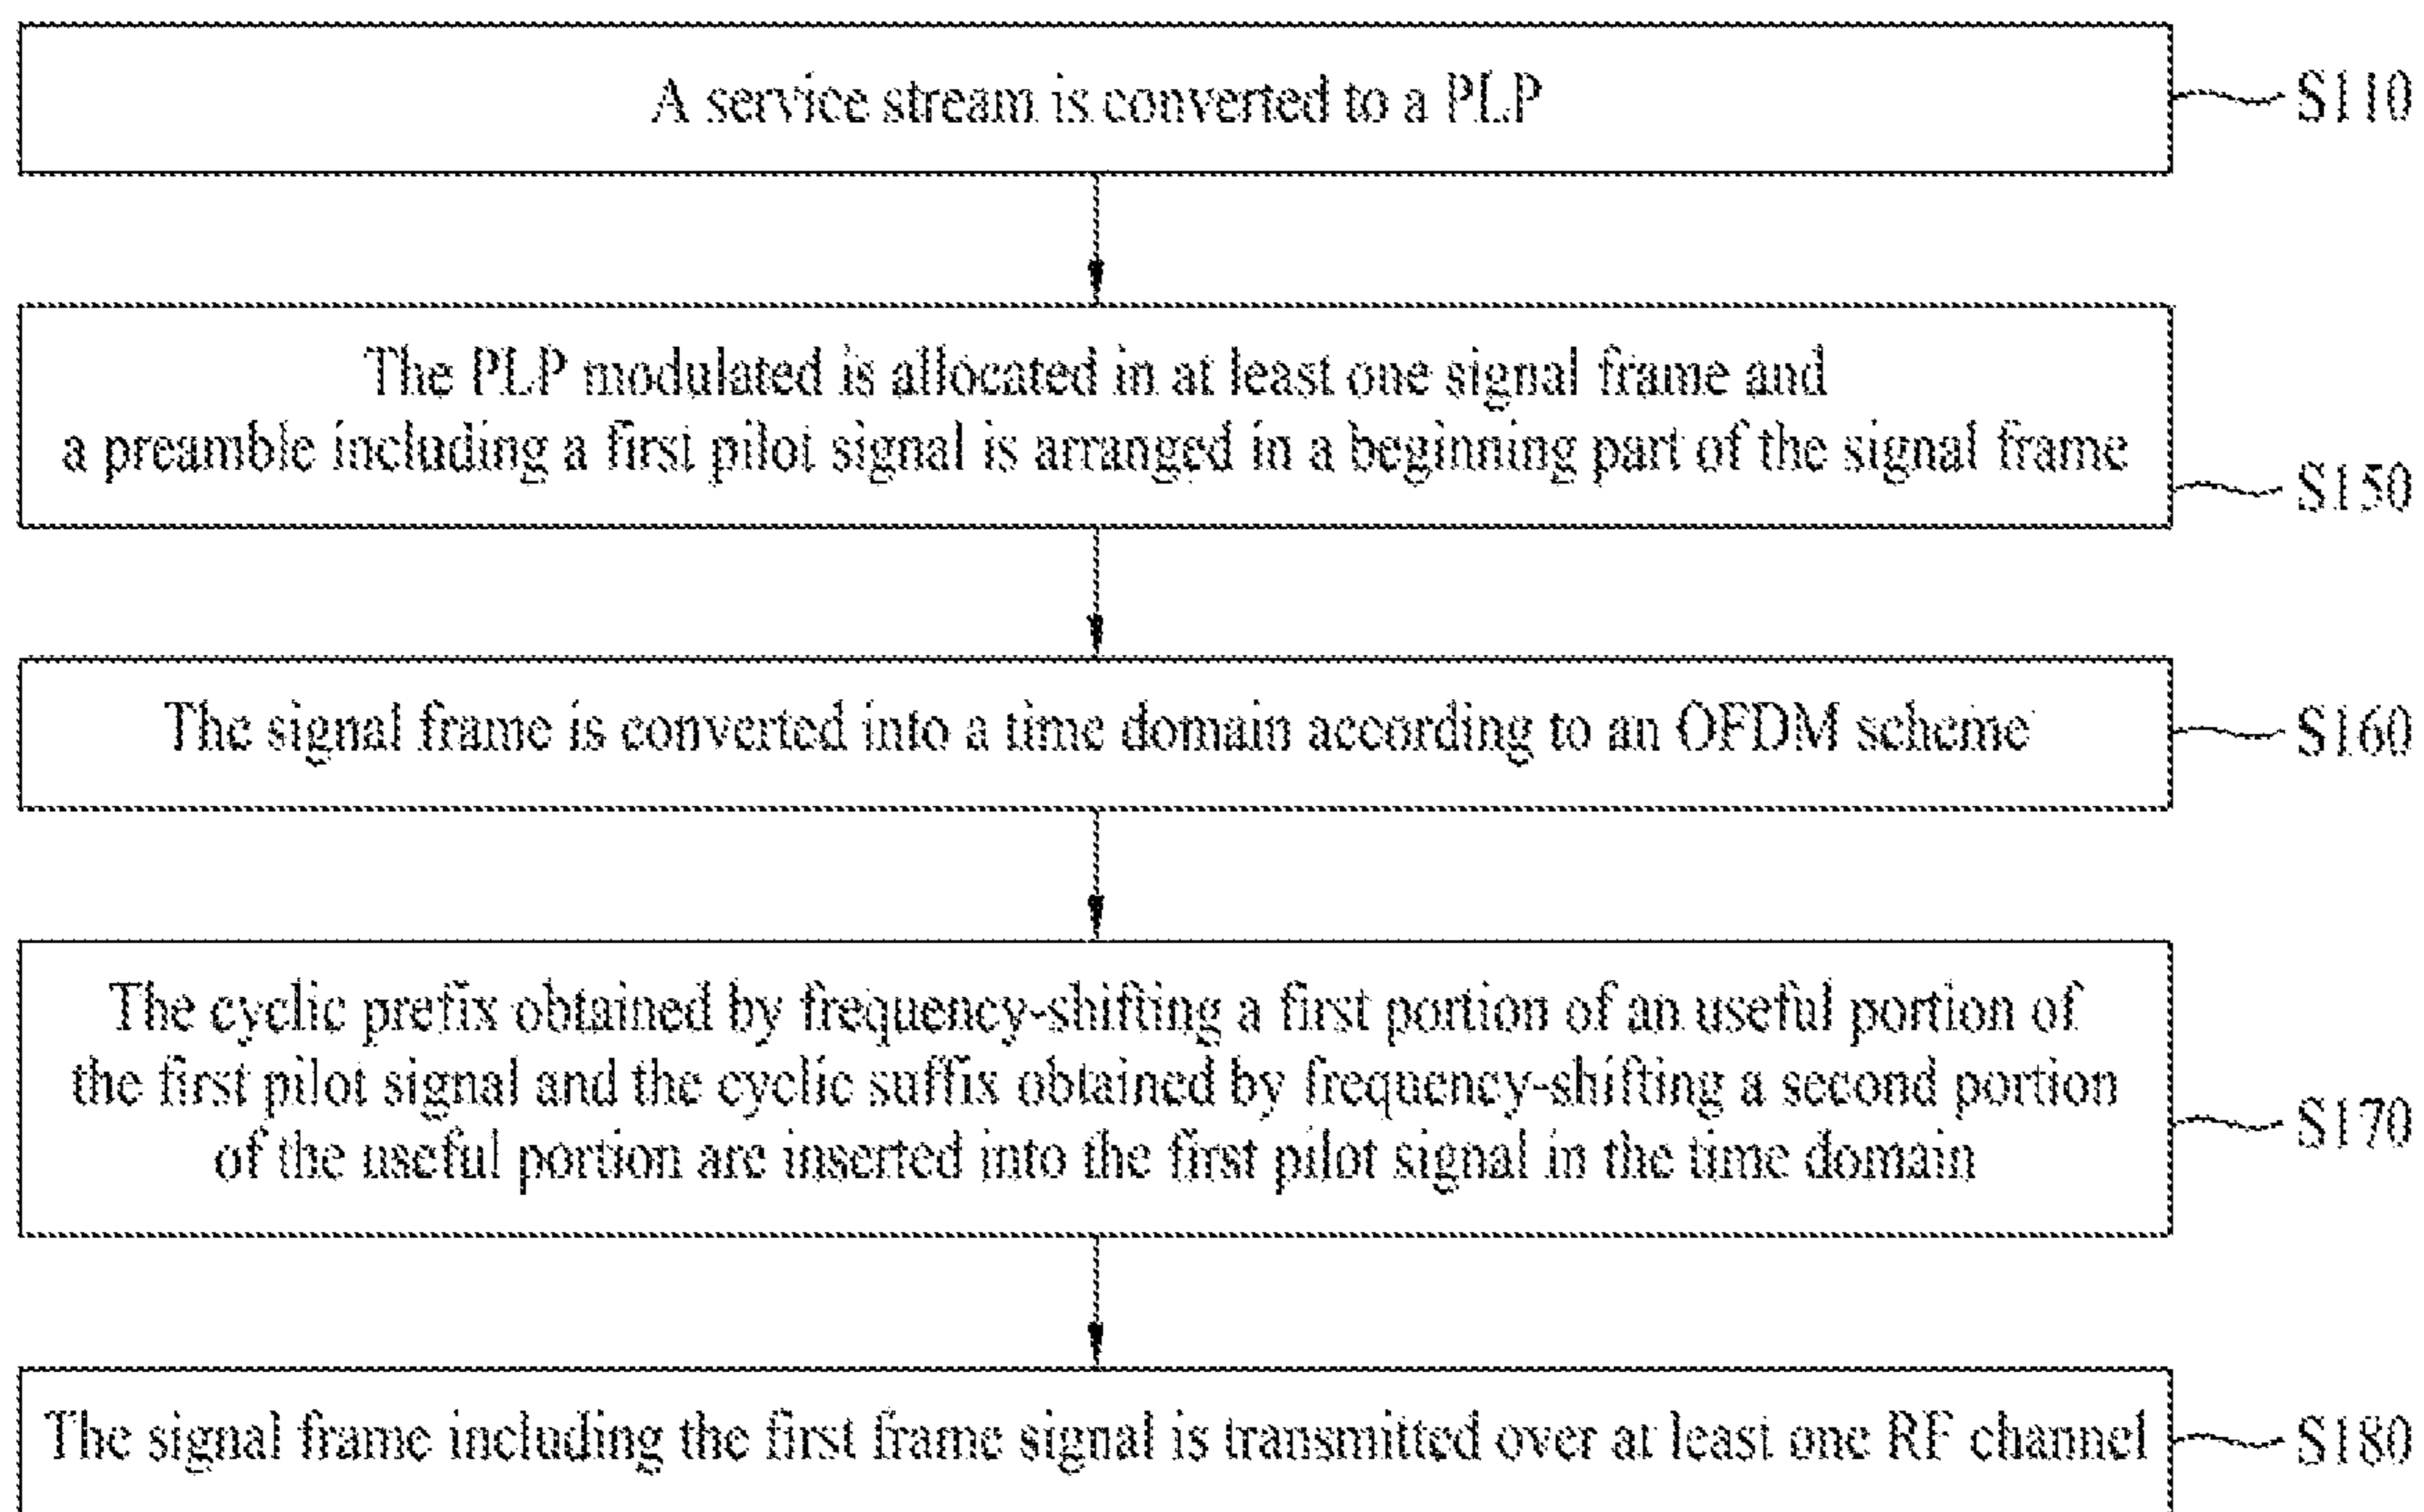 A service stream is converted to a PLP
S110
The PLP modulated is allocated in at least one signal frame and
a preamble including a first pilot signal is arranged in a beginning part of the signal frame
S150
The signal frame is converted into a time domain according to an OFDM scheme
S160
The cyclic prefix obtained by frequency-shifting a first portion of an useful portion of
the first pilot signal and the cyclic suffix obtained by frequency-shifting a second portion
of the useful portion are inserted into the first pilot signal in the time domain
S170
The signal frame including the first frame signal is transmitted over at least one RF channel
S180